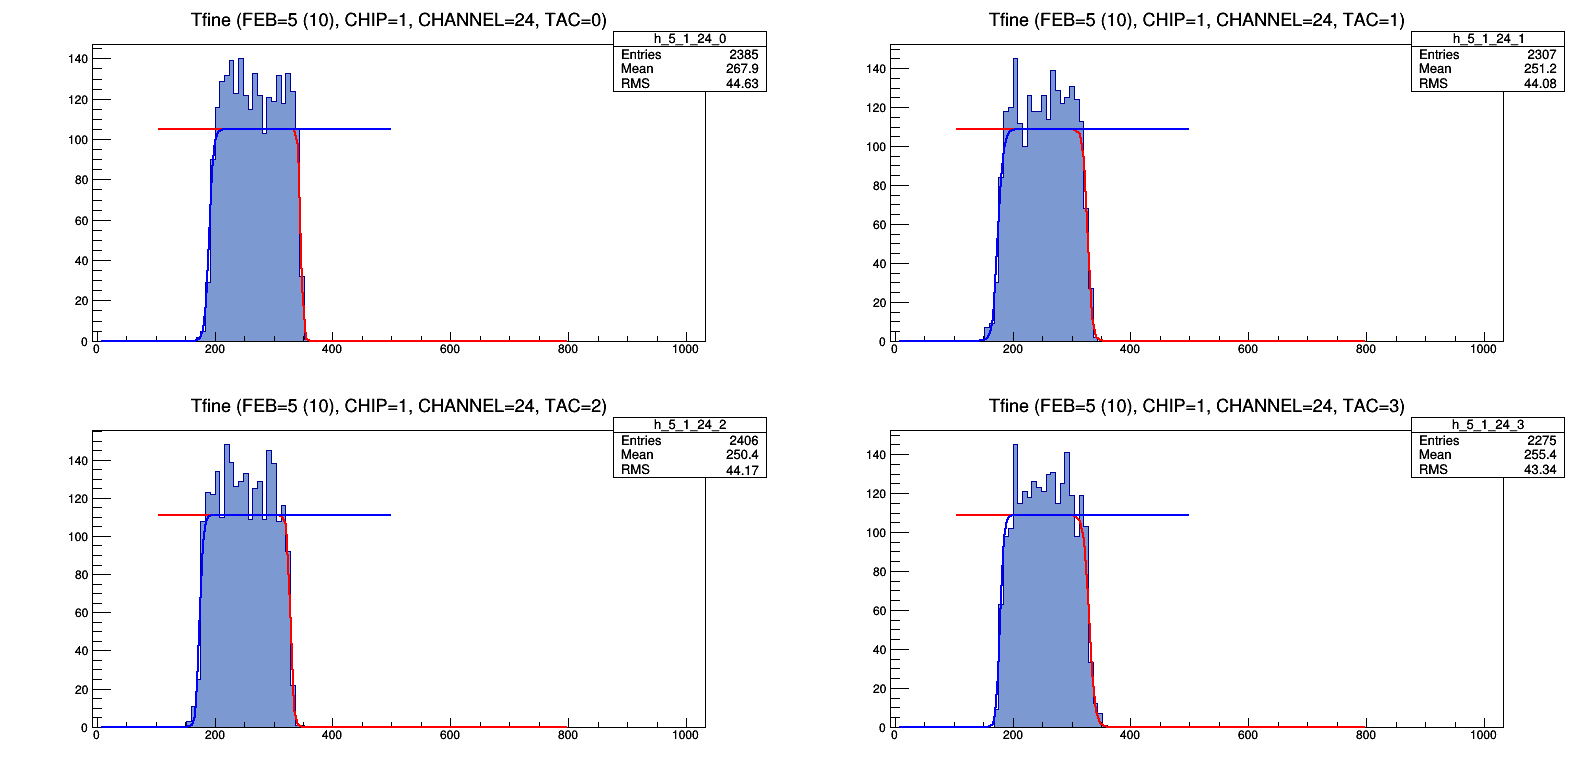 Tfine (FEB=5 (10), CHIP=1, CHANNEL=24, TAC=0)
h_5_1_24_0
Entries 2385
Mean 267.9
RMS 44.63
140
120
100
80
60
40
20
0
0 200 400 600 800 1000
Tfine (FEB=5 (10), CHIP=1, CHANNEL=24, TAC=1)
h_5_1_24_1
Entries 2307
Mean 251.2
RMS 44.08
140
120
100
80
60
40
20
0
0 200 400 600 800 1000
Tfine (FEB=5 (10), CHIP=1, CHANNEL=24, TAC=2)
h_5_1_24_2
Entries 2406
Mean 250.4
RMS 44.17
140
120
100
80
60
40
20
0
0 200 400 600 800 1000
Tfine (FEB=5 (10), CHIP=1, CHANNEL=24, TAC=3)
h_5_1_24_3
Entries 2275
Mean 255.4
RMS 43.34
140
120
100
80
60
40
20
0
0 200 400 600 800 1000